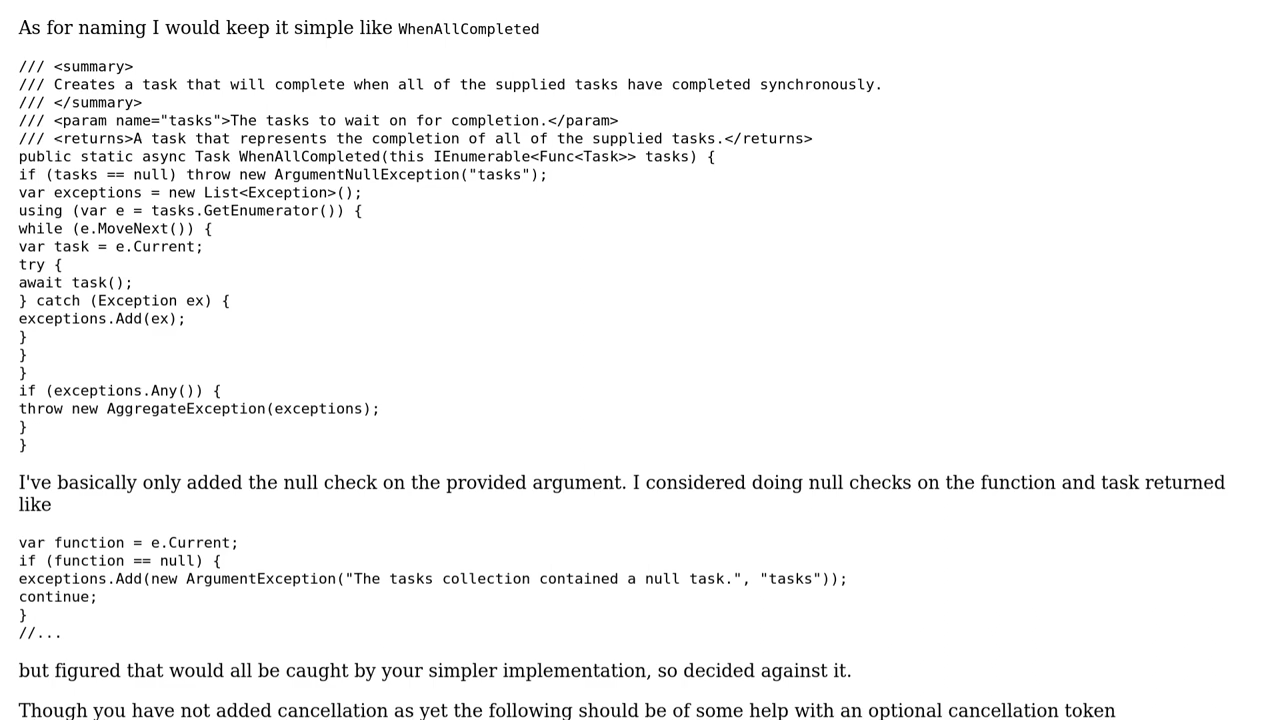 As for naming I would keep it simple like WhenAllCompleted
/// <summary>
/// Creates a task that will complete when all of the supplied tasks have completed synchronously.
/// </summary>
/// <param name="tasks">The tasks to wait on for completion.</param>
/// <returns>A task that represents the completion of all of the supplied tasks.</returns>
public static async Task WhenAllCompleted(this IEnumerable<Func<Task>> tasks) {
if (tasks == null) throw new ArgumentNullException("tasks");
var exceptions = new List<Exception>();
using (var e = tasks.GetEnumerator()) {
while (e.MoveNext()) {
var task = e.Current;
try {
await task();
} catch (Exception ex) {
exceptions.Add(ex);
}
}
}
if (exceptions.Any()) {
throw new AggregateException(exceptions);
}
}
I've basically only added the null check on the provided argument. I considered doing null checks on the function and task returned
like
var function = e.Current;
if (function == null) {
exceptions.Add(new ArgumentException("The tasks collection contained a null task.", "tasks"));
continue;
}
//...
but figured that would all be caught by your simpler implementation, so decided against it.
Though you have not added cancellation as yet the following should be of some help with an optional cancellation token